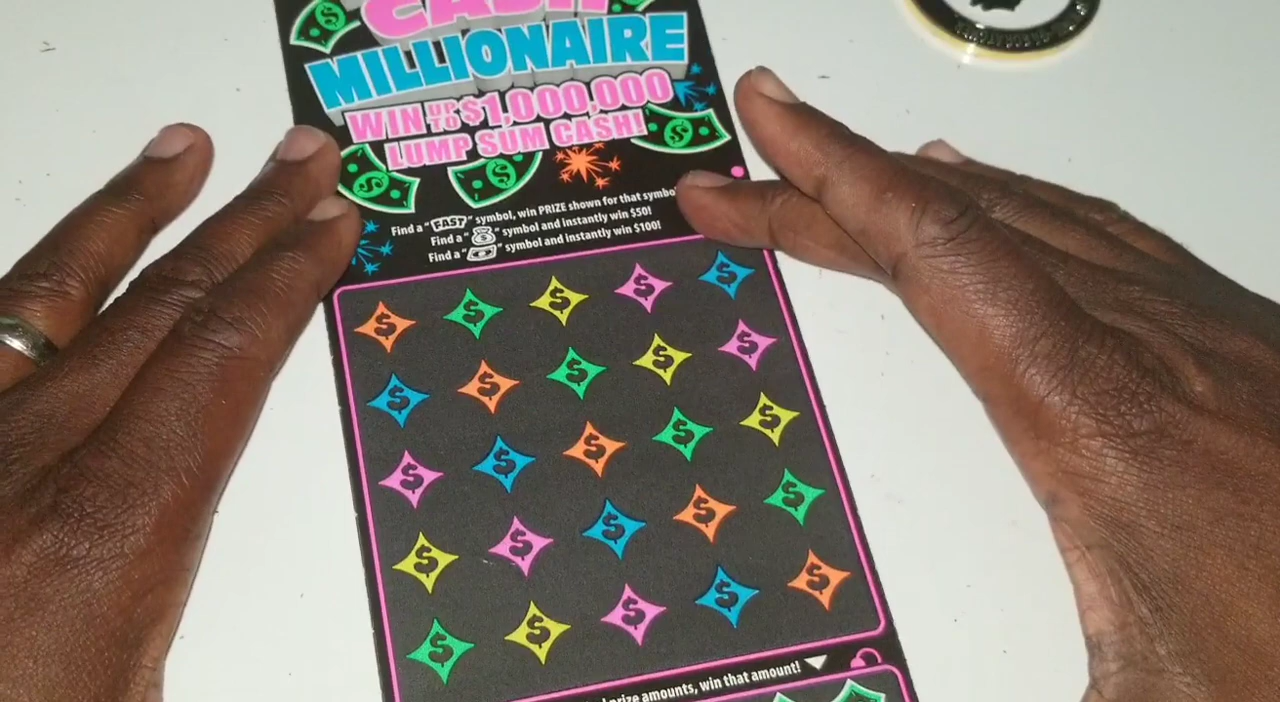 CASH
MILLIONAIRE
WIN UP TO $1,000,000
LUMP SUM CASH!
Find a "FAST" symbol, win PRIZE shown for that symbol
Find a " " symbol and instantly win $50!
Find a " " symbol and instantly win $100!
prize amounts, win that amount!